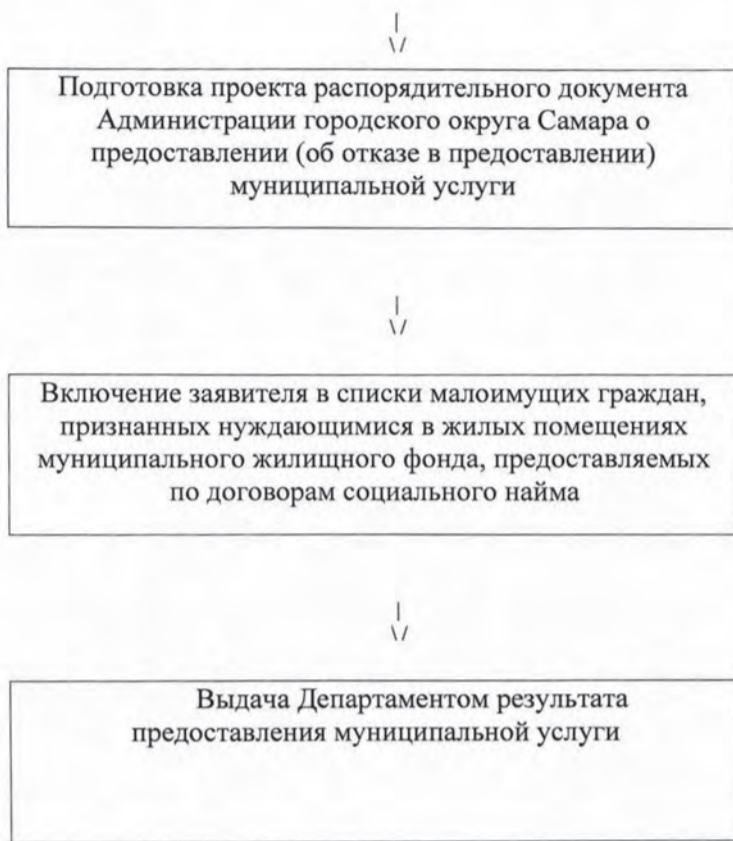 |
\/
Подготовка проекта распорядительного документа
Администрации городского округа Самара о
предоставлении (об отказе в предоставлении)
муниципальной услуги
|
\/
Включение заявителя в списки малоимущих граждан,
признанных нуждающимися в жилых помещениях
муниципального жилищного фонда, предоставляемых
по договорам социального найма
|
\/
Выдача Департаментом результата
предоставления муниципальной услуги